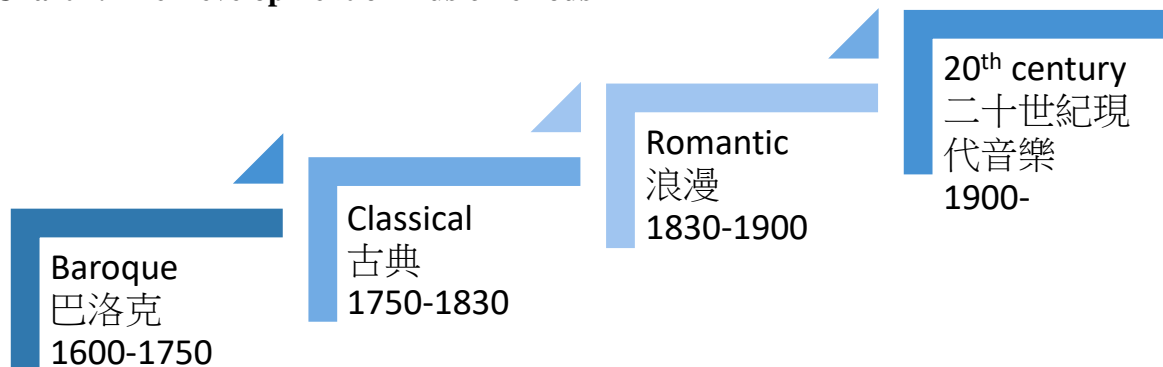 Baroque
巴洛克
1600-1750
Classical
古典
1750-1830
Romantic
浪漫
1830-1900
20th century
二十世紀現
代音樂
1900-